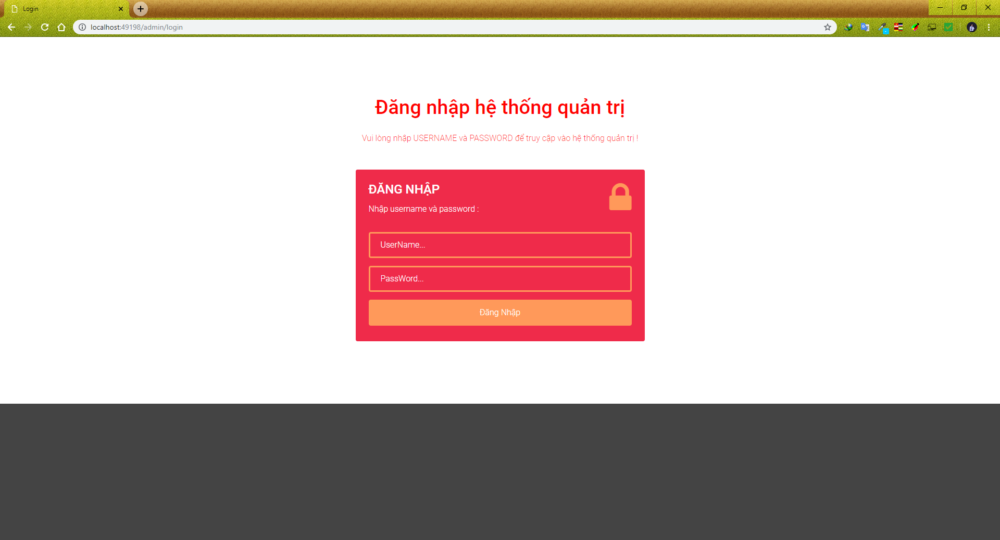 Login
localhost:49198/admin/login
Đăng nhập hệ thống quản trị
Vui lòng nhập USERNAME và PASSWORD để truy cập vào hệ thống quản trị !
ĐĂNG NHẬP
Nhập username và password :
UserName...
PassWord...
Đăng Nhập